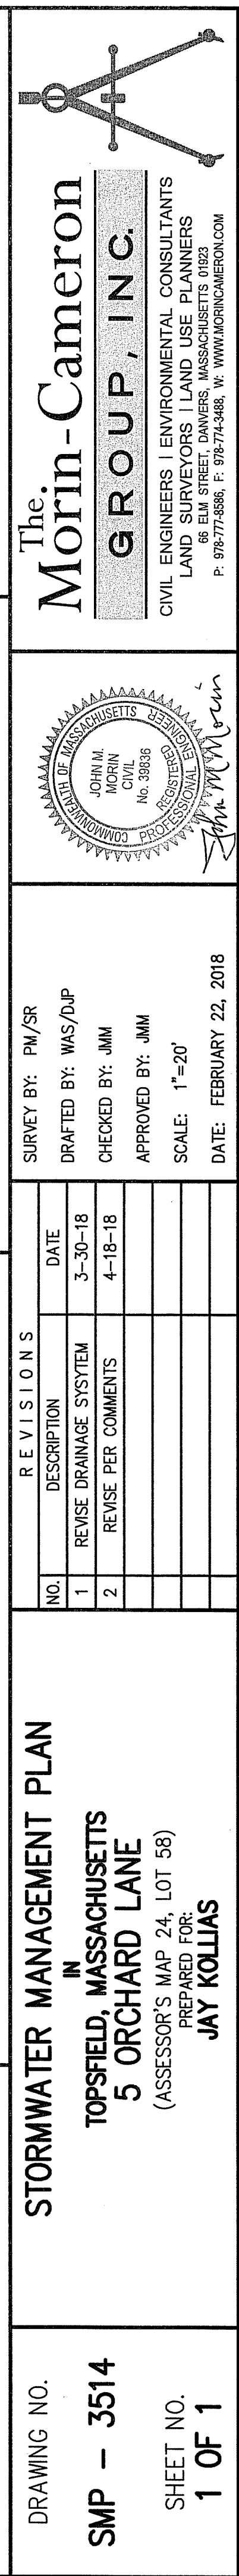 DRAWING NO.
SMP - 3514
SHEET NO.
1 OF 1
STORMWATER MANAGEMENT PLAN
IN
TOPSFIELD, MASSACHUSETTS
5 ORCHARD LANE
(ASSESSOR'S MAP 24, LOT 58)
PREPARED FOR:
JAY KOLLIAS
REVISIONS
NO. DESCRIPTION DATE
1 REVISE DRAINAGE SYSYTEM 3-30-18
2 REVISE PER COMMENTS 4-18-18
SURVEY BY: PM/SR
DRAFTED BY: WAS/DJP
CHECKED BY: JMM
APPROVED BY: JMM
SCALE: 1"=20'
DATE: FEBRUARY 22, 2018
COMMONWEALTH OF MASSACHUSETTS
JOHN M.
MORIN
CIVIL
No. 39836
REGISTERED
PROFESSIONAL ENGINEER
John M Morin
The
Morin-Cameron
GROUP, INC.
CIVIL ENGINEERS | ENVIRONMENTAL CONSULTANTS
LAND SURVEYORS | LAND USE PLANNERS
66 ELM STREET, DANVERS, MASSACHUSETTS 01923
P: 978-777-8586, F: 978-774-3488, W: WWW.MORINCAMERON.COM